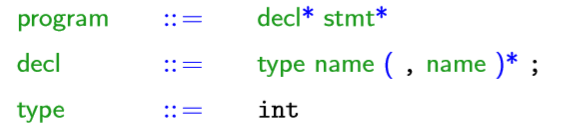 program ::= decl* stmt*
decl ::= type name ( , name )* ;
type ::= int